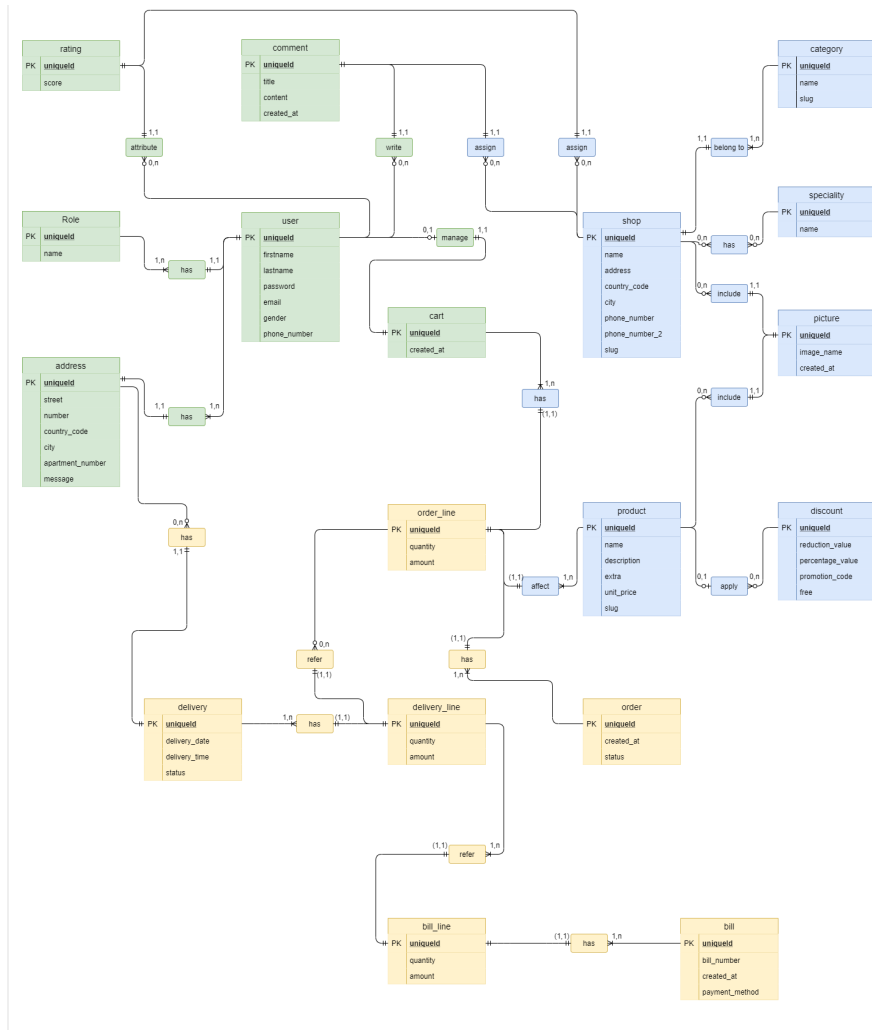 rating
PK uniqueId
score
comment
PK uniqueId
title
content
created_at
category
PK uniqueId
name
slug
1,1
attribute
0,n
1,1
write
0,n
1,1
assign
0,n
1,1
assign
0,n
1,1
belong to
1,n
Role
PK uniqueId
name
user
PK uniqueId
firstname
lastname
password
email
gender
phone_number
shop
PK uniqueId
name
address
country_code
city
phone_number
phone_number_2
slug
speciality
PK uniqueId
name
1,n
has
1,1
0,1
manage
1,1
0,n
has
0,n
0,n
include
1,1
cart
PK uniqueId
created_at
picture
PK uniqueId
image_name
created_at
address
PK uniqueId
street
number
country_code
city
apartment_number
message
1,1
has
1,n
1,n
has
(1,1)
0,n
include
1,1
0,n
has
1,1
order_line
PK uniqueId
quantity
amount
product
PK uniqueId
name
description
extra
unit_price
slug
discount
PK uniqueId
reduction_value
percentage_value
promotion_code
free
(1,1)
affect
1,n
0,1
apply
0,n
0,n
refer
(1,1)
(1,1)
has
1,n
delivery
PK uniqueId
delivery_date
delivery_time
status
1,n
has
(1,1)
delivery_line
PK uniqueId
quantity
amount
order
PK uniqueId
created_at
status
(1,1)
refer
1,n
bill_line
PK uniqueId
quantity
amount
(1,1)
has
1,n
bill
PK uniqueId
bill_number
created_at
payment_method